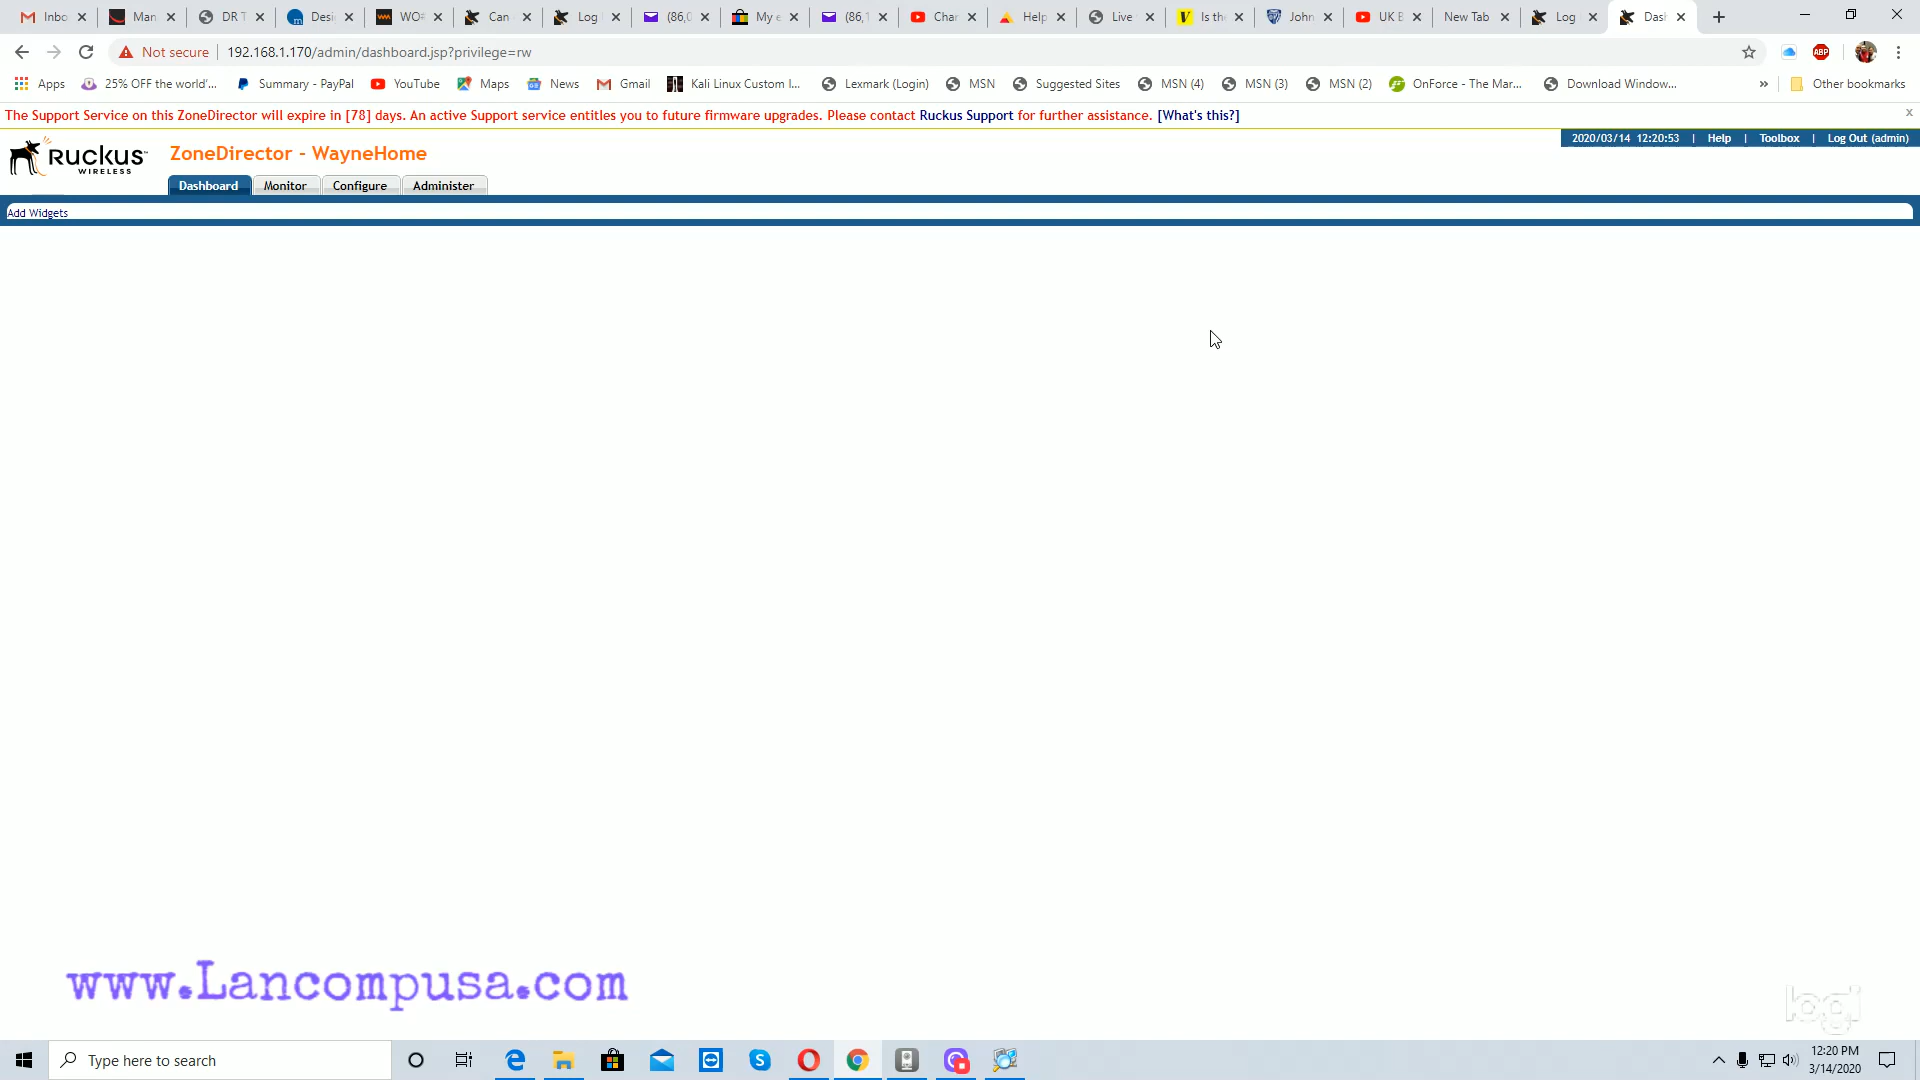 Inbo
Man
DR T
Desi
WO#
Can
Log
(86,0
My e
(86,1
Char
Help
Live
Is the
John
UK B
New Tab
Log
Dash
Not secure 192.168.1.170/admin/dashboard.jsp?privilege=rw
ABP
Apps
25% OFF the world'...
Summary - PayPal
YouTube
Maps
News
Gmail
Kali Linux Custom I...
Lexmark (Login)
MSN
Suggested Sites
MSN (4)
MSN (3)
MSN (2)
OnForce - The Mar...
Download Window...
»
Other bookmarks
The Support Service on this ZoneDirector will expire in [78] days. An active Support service entitles you to future firmware upgrades. Please contact Ruckus Support for further assistance. [What's this?]
x
2020/03/14 12:20:53 | Help | Toolbox | Log Out (admin)
Ruckus™
WIRELESS
ZoneDirector - WayneHome
Dashboard
Monitor
Configure
Administer
Add Widgets
www.Lancompusa.com
logi
Type here to search
12:20 PM
3/14/2020